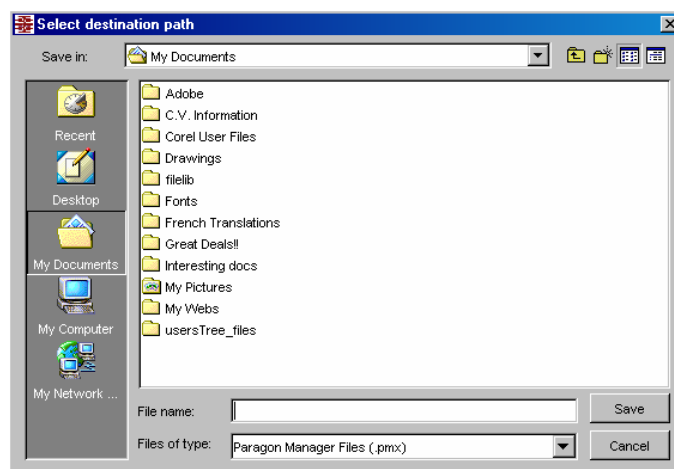 Select destination path
Save in:
My Documents
Recent
Desktop
My Documents
My Computer
My Network ...
Adobe
C.V. Information
Corel User Files
Drawings
filelib
Fonts
French Translations
Great Deals!!
Interesting docs
My Pictures
My Webs
usersTree_files
File name:
Save
Files of type:
Paragon Manager Files (.pmx)
Cancel